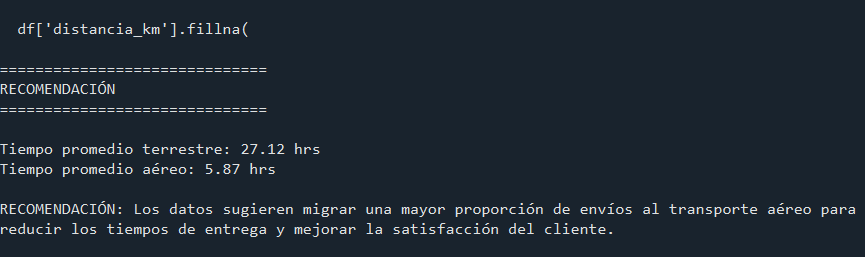 df['distancia_km'].fillna(
==============================
RECOMENDACIÓN
==============================
Tiempo promedio terrestre: 27.12 hrs
Tiempo promedio aéreo: 5.87 hrs
RECOMENDACIÓN: Los datos sugieren migrar una mayor proporción de envíos al transporte aéreo para
reducir los tiempos de entrega y mejorar la satisfacción del cliente.